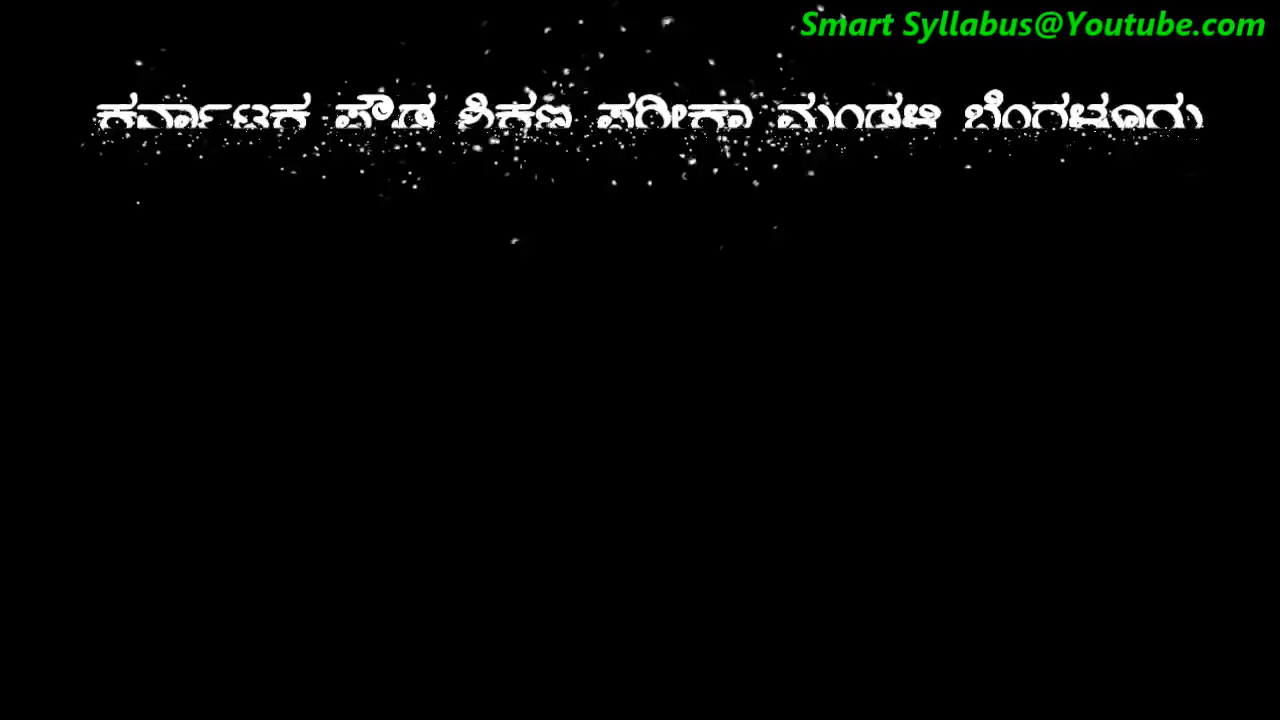 Smart Syllabus@Youtube.com
ಕರ್ನಾಟಕ ಪ್ರೌಢ ಶಿಕ್ಷಣ ಪರೀಕ್ಷಾ ಮಂಡಳಿ ಬೆಂಗಳೂರು